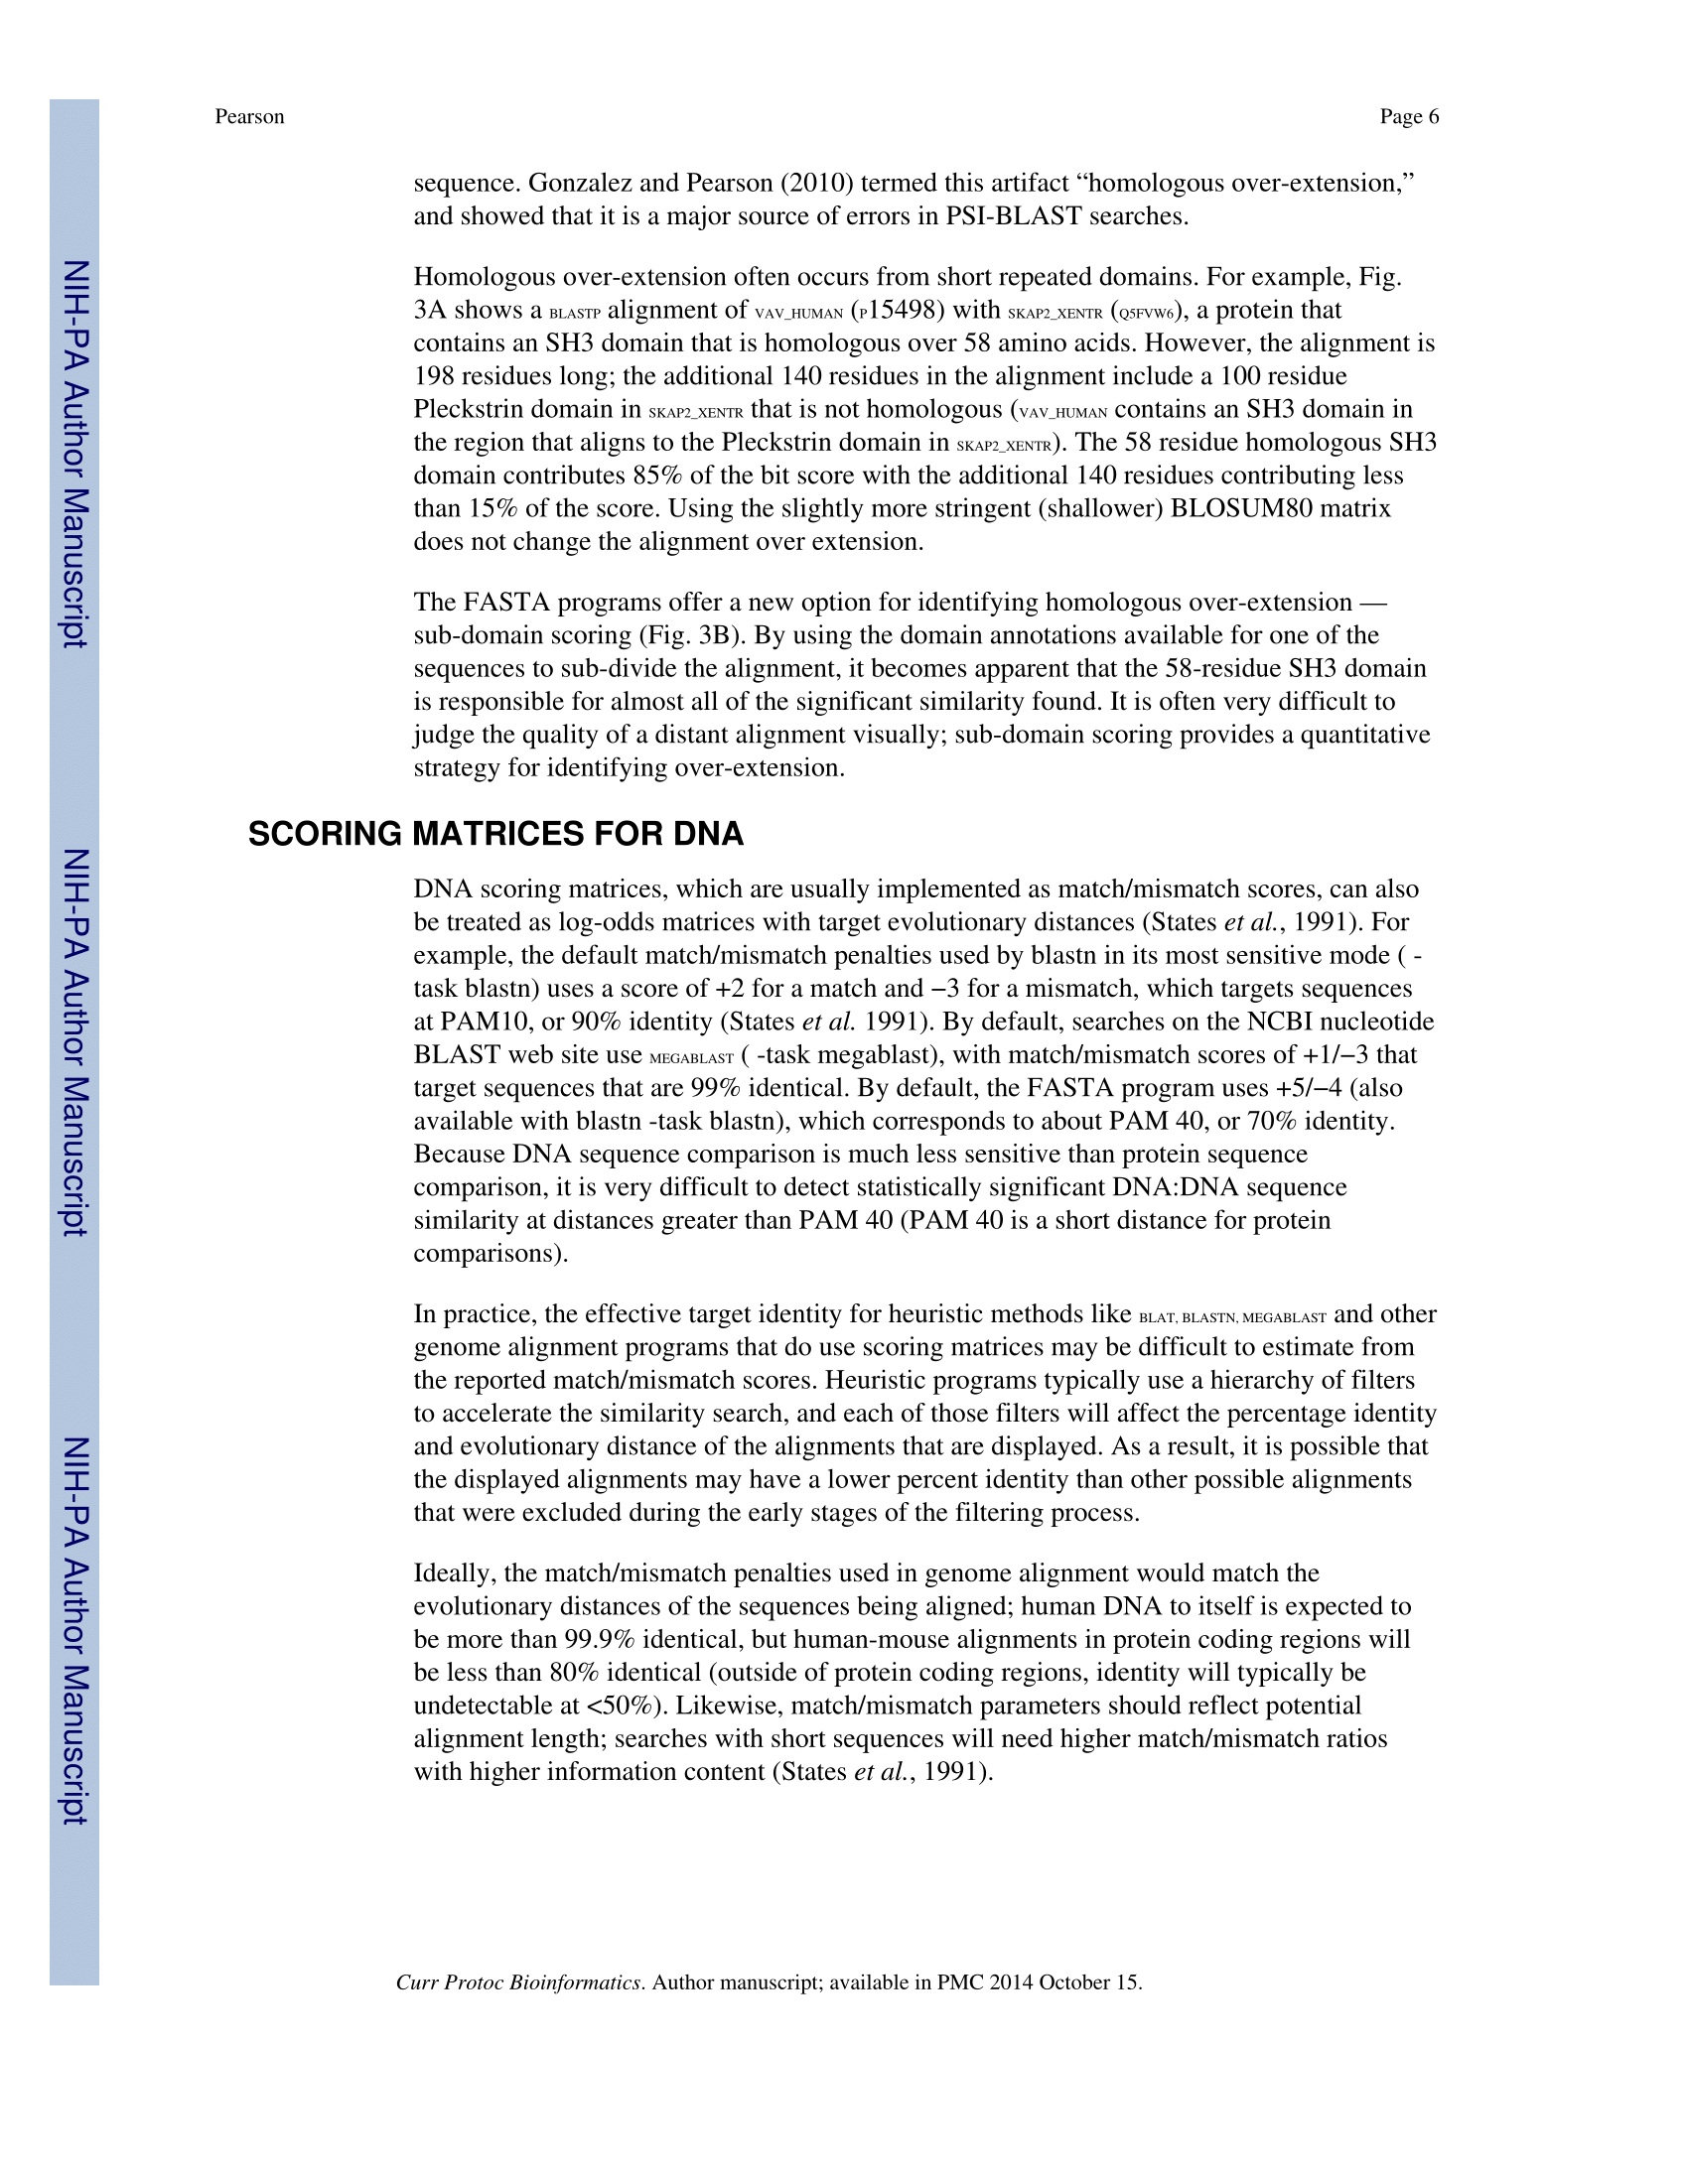 Pearson
Page 6
sequence. Gonzalez and Pearson (2010) termed this artifact “homologous over-extension,”
and showed that it is a major source of errors in PSI-BLAST searches.
Homologous over-extension often occurs from short repeated domains. For example, Fig.
3A shows a BLASTP alignment of VAV_HUMAN (P15498) with SKAP2_XENTR (Q5FVW6), a protein that
contains an SH3 domain that is homologous over 58 amino acids. However, the alignment is
198 residues long; the additional 140 residues in the alignment include a 100 residue
Pleckstrin domain in SKAP2_XENTR that is not homologous (VAV_HUMAN contains an SH3 domain in
the region that aligns to the Pleckstrin domain in SKAP2_XENTR). The 58 residue homologous SH3
domain contributes 85% of the bit score with the additional 140 residues contributing less
than 15% of the score. Using the slightly more stringent (shallower) BLOSUM80 matrix
does not change the alignment over extension.
The FASTA programs offer a new option for identifying homologous over-extension —
sub-domain scoring (Fig. 3B). By using the domain annotations available for one of the
sequences to sub-divide the alignment, it becomes apparent that the 58-residue SH3 domain
is responsible for almost all of the significant similarity found. It is often very difficult to
judge the quality of a distant alignment visually; sub-domain scoring provides a quantitative
strategy for identifying over-extension.
SCORING MATRICES FOR DNA
DNA scoring matrices, which are usually implemented as match/mismatch scores, can also
be treated as log-odds matrices with target evolutionary distances (States et al., 1991). For
example, the default match/mismatch penalties used by blastn in its most sensitive mode ( -
task blastn) uses a score of +2 for a match and −3 for a mismatch, which targets sequences
at PAM10, or 90% identity (States et al. 1991). By default, searches on the NCBI nucleotide
BLAST web site use MEGABLAST ( -task megablast), with match/mismatch scores of +1/−3 that
target sequences that are 99% identical. By default, the FASTA program uses +5/−4 (also
available with blastn -task blastn), which corresponds to about PAM 40, or 70% identity.
Because DNA sequence comparison is much less sensitive than protein sequence
comparison, it is very difficult to detect statistically significant DNA:DNA sequence
similarity at distances greater than PAM 40 (PAM 40 is a short distance for protein
comparisons).
In practice, the effective target identity for heuristic methods like BLAT, BLASTN, MEGABLAST and other
genome alignment programs that do use scoring matrices may be difficult to estimate from
the reported match/mismatch scores. Heuristic programs typically use a hierarchy of filters
to accelerate the similarity search, and each of those filters will affect the percentage identity
and evolutionary distance of the alignments that are displayed. As a result, it is possible that
the displayed alignments may have a lower percent identity than other possible alignments
that were excluded during the early stages of the filtering process.
Ideally, the match/mismatch penalties used in genome alignment would match the
evolutionary distances of the sequences being aligned; human DNA to itself is expected to
be more than 99.9% identical, but human-mouse alignments in protein coding regions will
be less than 80% identical (outside of protein coding regions, identity will typically be
undetectable at <50%). Likewise, match/mismatch parameters should reflect potential
alignment length; searches with short sequences will need higher match/mismatch ratios
with higher information content (States et al., 1991).
Curr Protoc Bioinformatics. Author manuscript; available in PMC 2014 October 15.
NIH-PA Author Manuscript
NIH-PA Author Manuscript
NIH-PA Author Manuscript